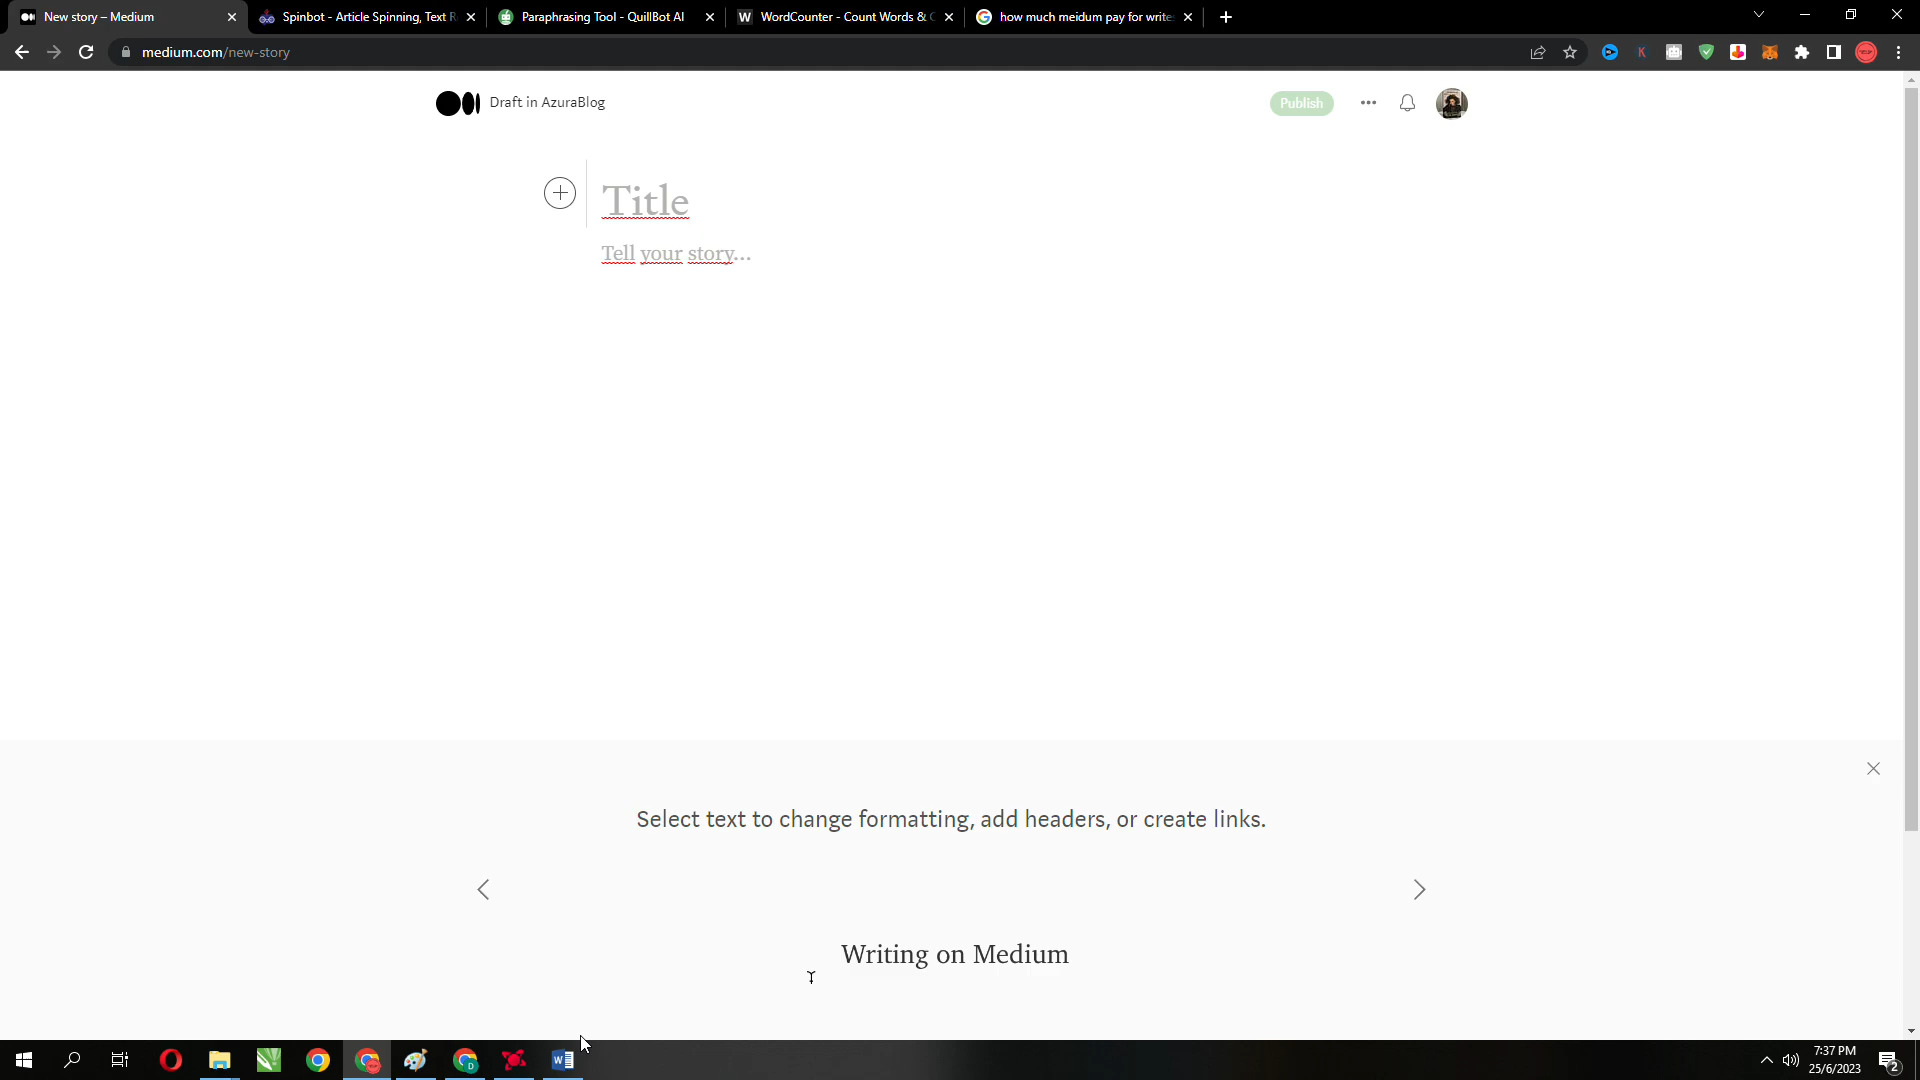 New story – Medium
Spinbot - Article Spinning, Text R
Paraphrasing Tool - QuillBot AI
WordCounter - Count Words & C
how much meidum pay for write
medium.com/new-story
Draft in AzuraBlog
Publish
Title
Tell your story...
Select text to change formatting, add headers, or create links.
Writing on Medium
7:37 PM
25/6/2023
2